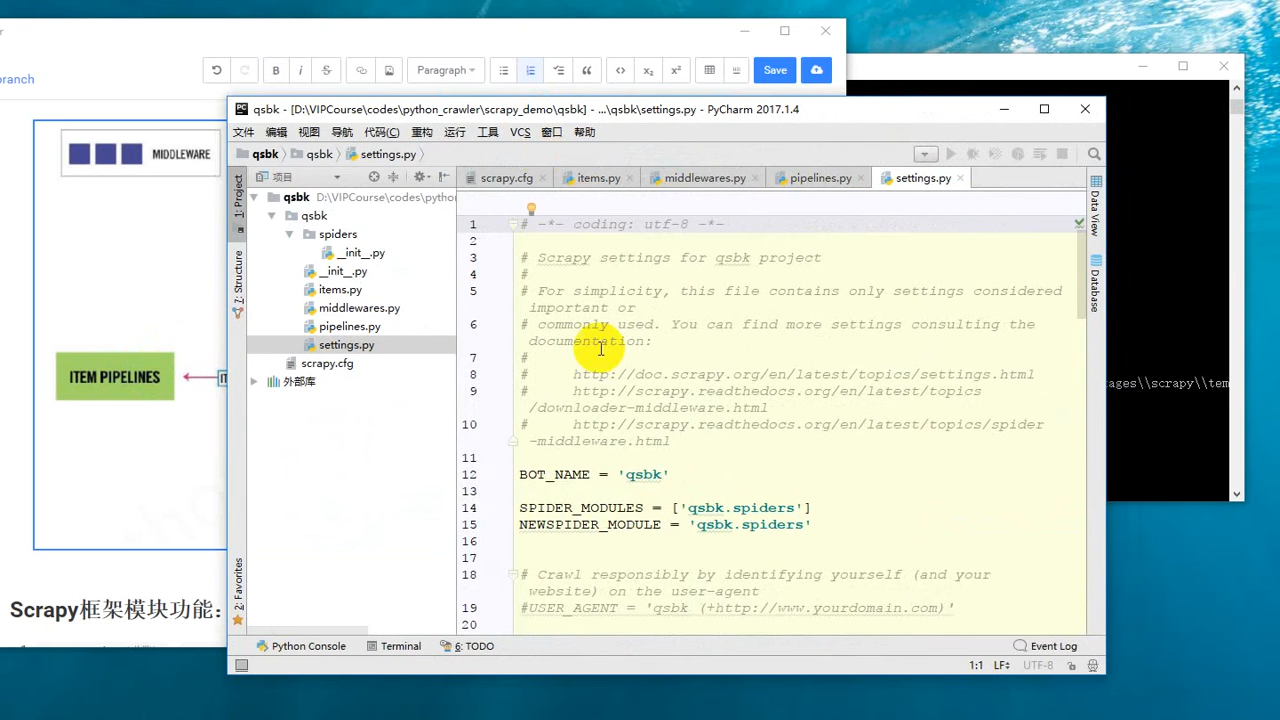 r
ranch
B
i
S
Paragraph
x₂
x²
Save
MIDDLEWARE
ITEM PIPELINES
IT
Scrapy框架模块功能：
qsbk - [D:\VIPCourse\codes\python_crawler\scrapy_demo\qsbk] - ...\qsbk\settings.py - PyCharm 2017.1.4
文件 编辑 视图 导航 代码(C) 重构 运行 工具 VCS 窗口 帮助
qsbk qsbk settings.py
1: Project
项目
scrapy.cfg items.py middlewares.py pipelines.py settings.py
qsbk D:\VIPCourse\codes\pythor
qsbk
spiders
__init__.py
__init__.py
items.py
middlewares.py
pipelines.py
settings.py
scrapy.cfg
外部库
7: Structure
2: Favorites
1 # -*- coding: utf-8 -*-
2
3 # Scrapy settings for qsbk project
4 #
5 # For simplicity, this file contains only settings considered
important or
6 # commonly used. You can find more settings consulting the
documentation:
7 #
8 #     http://doc.scrapy.org/en/latest/topics/settings.html
9 #     http://scrapy.readthedocs.org/en/latest/topics
/downloader-middleware.html
10 #     http://scrapy.readthedocs.org/en/latest/topics/spider
-middleware.html
11
12 BOT_NAME = 'qsbk'
13
14 SPIDER_MODULES = ['qsbk.spiders']
15 NEWSPIDER_MODULE = 'qsbk.spiders'
16
17
18 # Crawl responsibly by identifying yourself (and your
website) on the user-agent
19 #USER_AGENT = 'qsbk (+http://www.yourdomain.com)'
20
Data View
Database
ages\\scrapy\\tem
Python Console Terminal 6: TODO Event Log
1:1 LF UTF-8